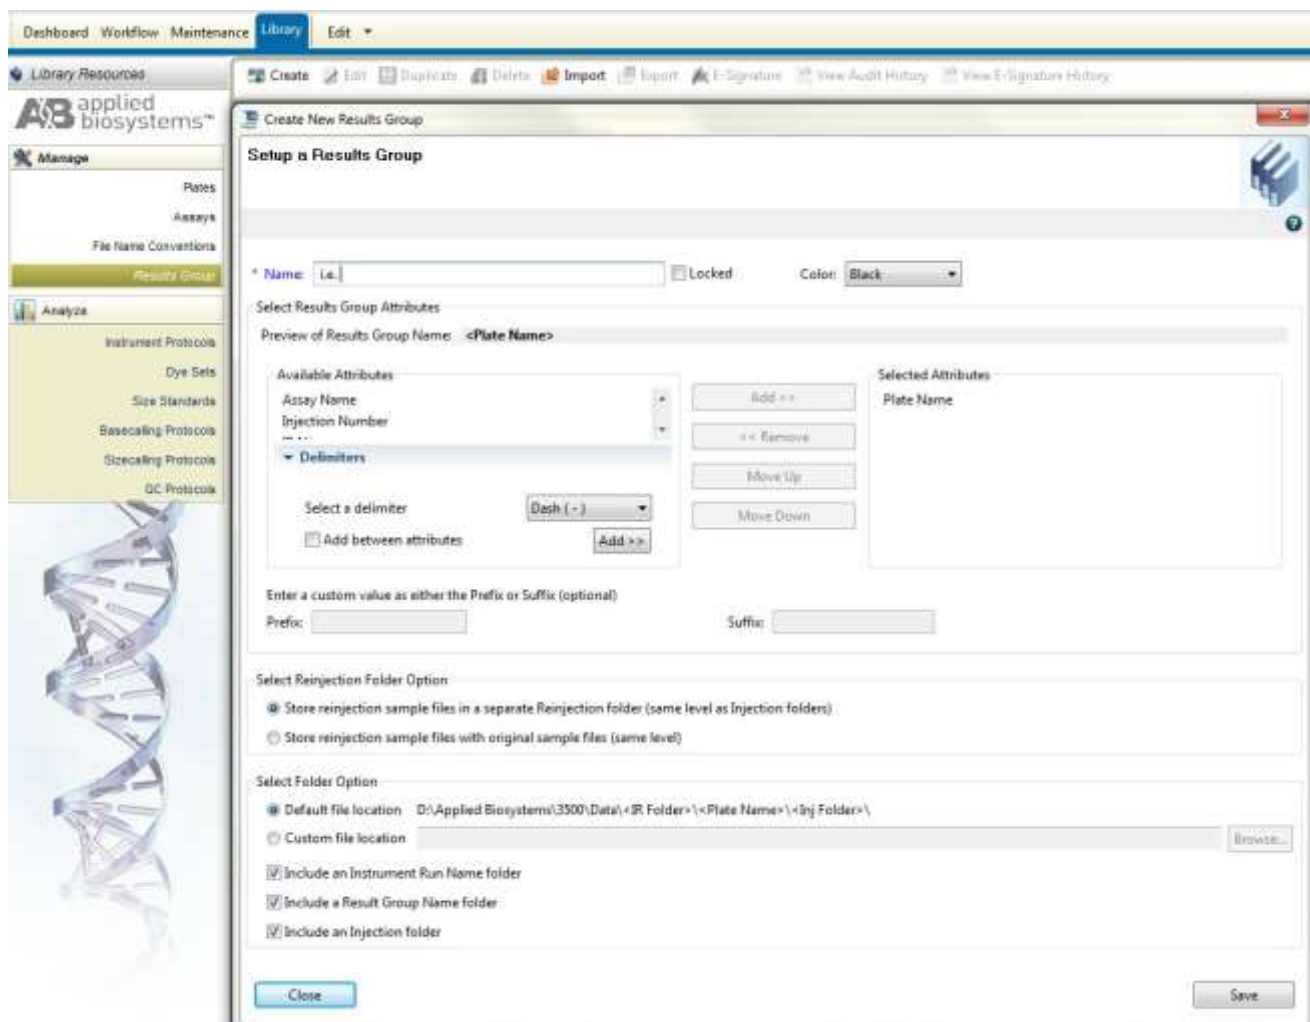 Dashboard Workflow Maintenance Library Edit
Library Resources
Create Edit Duplicate Delete Import Export E-Signature View Audit History View E-Signature History
AB applied biosystems™
Create New Results Group
Manage
Setup a Results Group
Plates
Assays
File Name Conventions
Results Group
* Name: i.e. Locked Color: Black
Analyze
Select Results Group Attributes
Instrument Protocols
Preview of Results Group Name: <Plate Name>
Dye Sets
Available Attributes
Selected Attributes
Size Standards
Assay Name
Add >>
Plate Name
Injection Number
Basecalling Protocols
<< Remove
Delimiters
Sizecalling Protocols
Move Up
QC Protocols
Select a delimiter Dash ( - )
Move Down
Add between attributes Add >>
Enter a custom value as either the Prefix or Suffix (optional)
Prefix: Suffix:
Select Reinjection Folder Option
Store reinjection sample files in a separate Reinjection folder (same level as Injection folders)
Store reinjection sample files with original sample files (same level)
Select Folder Option
Default file location D:\Applied Biosystems\3500\Data\<IR Folder>\<Plate Name>\<Inj Folder>\
Custom file location Browse...
Include an Instrument Run Name folder
Include a Result Group Name folder
Include an Injection folder
Close Save